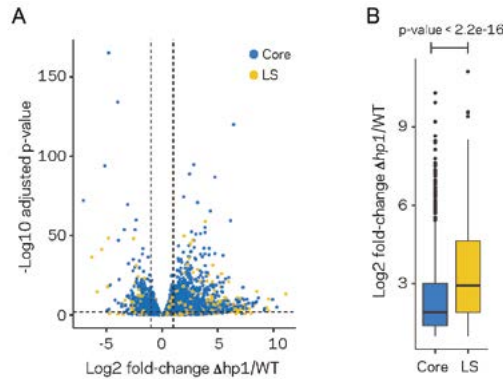 A
-Log10 adjusted p-value
150
100
50
0
Core
LS
-5
0
5
10
Log2 fold-change Δhp1/WT
B
p-value < 2.2e-16
Log2 fold-change Δhp1/WT
9
6
3
Core
LS